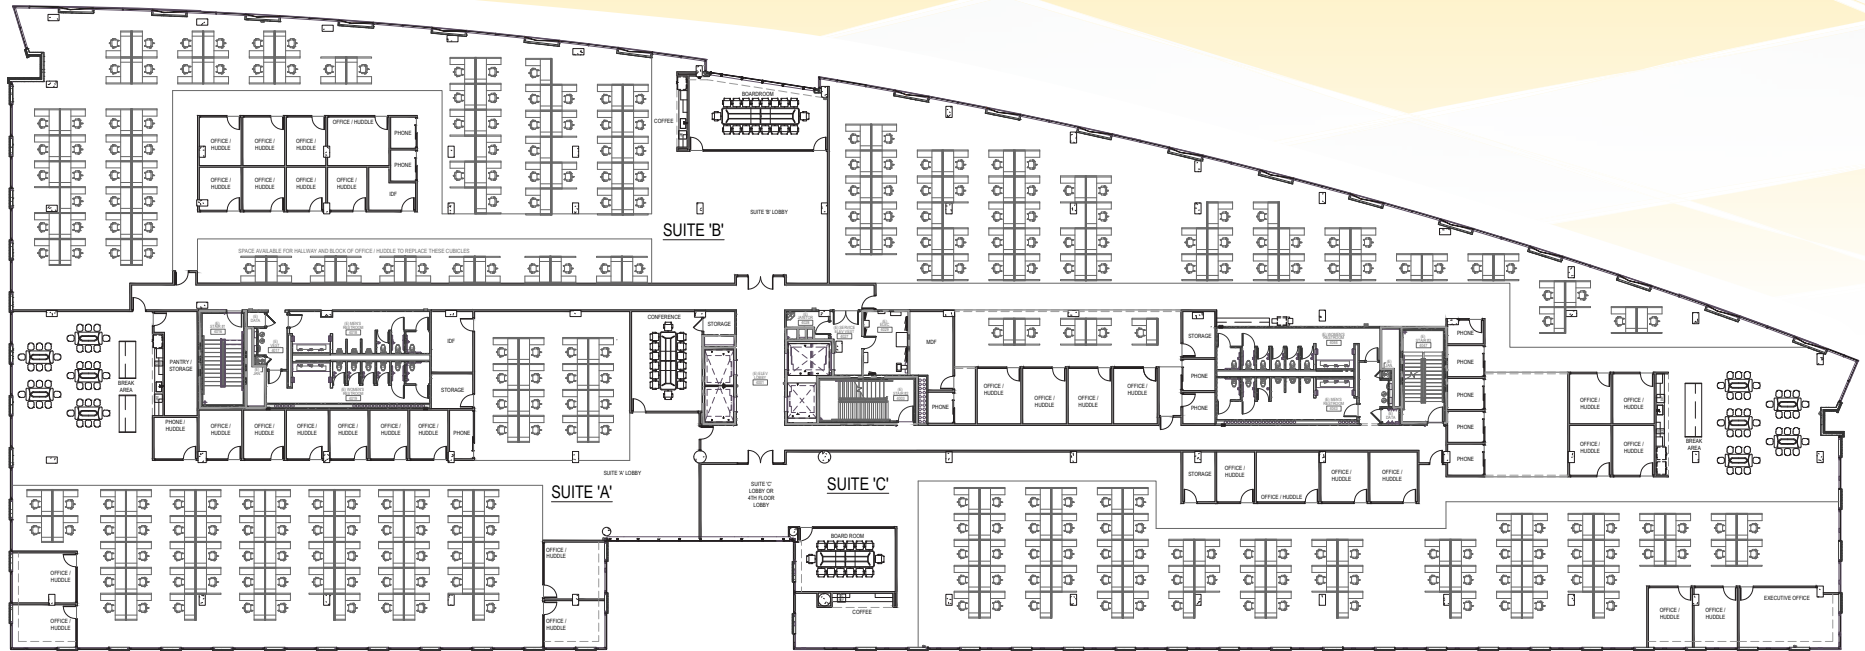 BOARDROOM
COFFEE
OFFICE / HUDDLE
PHONE
OFFICE /
HUDDLE
OFFICE /
HUDDLE
OFFICE /
HUDDLE
PHONE
OFFICE /
HUDDLE
OFFICE /
HUDDLE
OFFICE /
HUDDLE
OFFICE /
HUDDLE
IDF
SUITE 'B' LOBBY
SUITE 'B'
SPACE AVAILABLE FOR HALLWAY AND BLOCK OF OFFICE / HUDDLE TO REPLACE THESE CUBICLES
CONFERENCE
STORAGE
IDF
MDF
STORAGE
PHONE
PANTRY /
STORAGE
BREAK
AREA
STORAGE
PHONE /
HUDDLE
OFFICE /
HUDDLE
OFFICE /
HUDDLE
OFFICE /
HUDDLE
OFFICE /
HUDDLE
OFFICE /
HUDDLE
OFFICE /
HUDDLE
PHONE
PHONE
OFFICE /
HUDDLE
OFFICE /
HUDDLE
OFFICE /
HUDDLE
OFFICE /
HUDDLE
PHONE
PHONE
PHONE
PHONE
PHONE
PHONE
OFFICE /
HUDDLE
OFFICE /
HUDDLE
OFFICE /
HUDDLE
OFFICE /
HUDDLE
BREAK
AREA
SUITE 'A' LOBBY
SUITE 'A'
SUITE 'C'
LOBBY OR
4TH FLOOR
LOBBY
SUITE 'C'
STORAGE
OFFICE /
HUDDLE
OFFICE / HUDDLE
OFFICE /
HUDDLE
OFFICE /
HUDDLE
BOARD ROOM
COFFEE
OFFICE /
HUDDLE
OFFICE /
HUDDLE
OFFICE /
HUDDLE
OFFICE /
HUDDLE
OFFICE /
HUDDLE
OFFICE /
HUDDLE
EXECUTIVE OFFICE